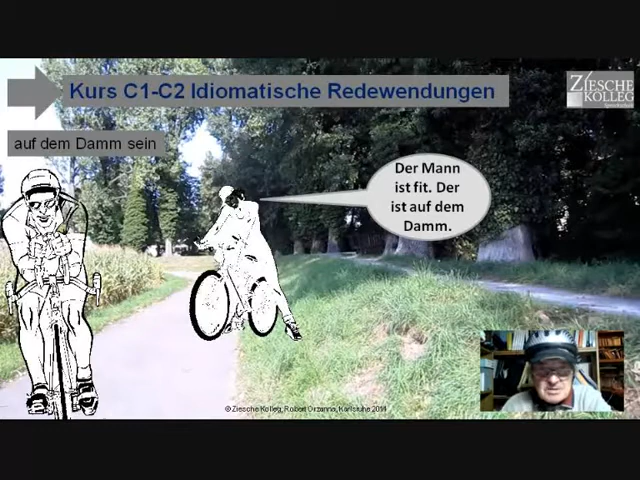 Kurs C1-C2 Idiomatische Redewendungen
ZIESCHE
KOLLEG
auf dem Damm sein
Der Mann
ist fit. Der
ist auf dem
Damm.
© Ziesche Kolleg, Robert Orzanna, Karlsruhe 2011